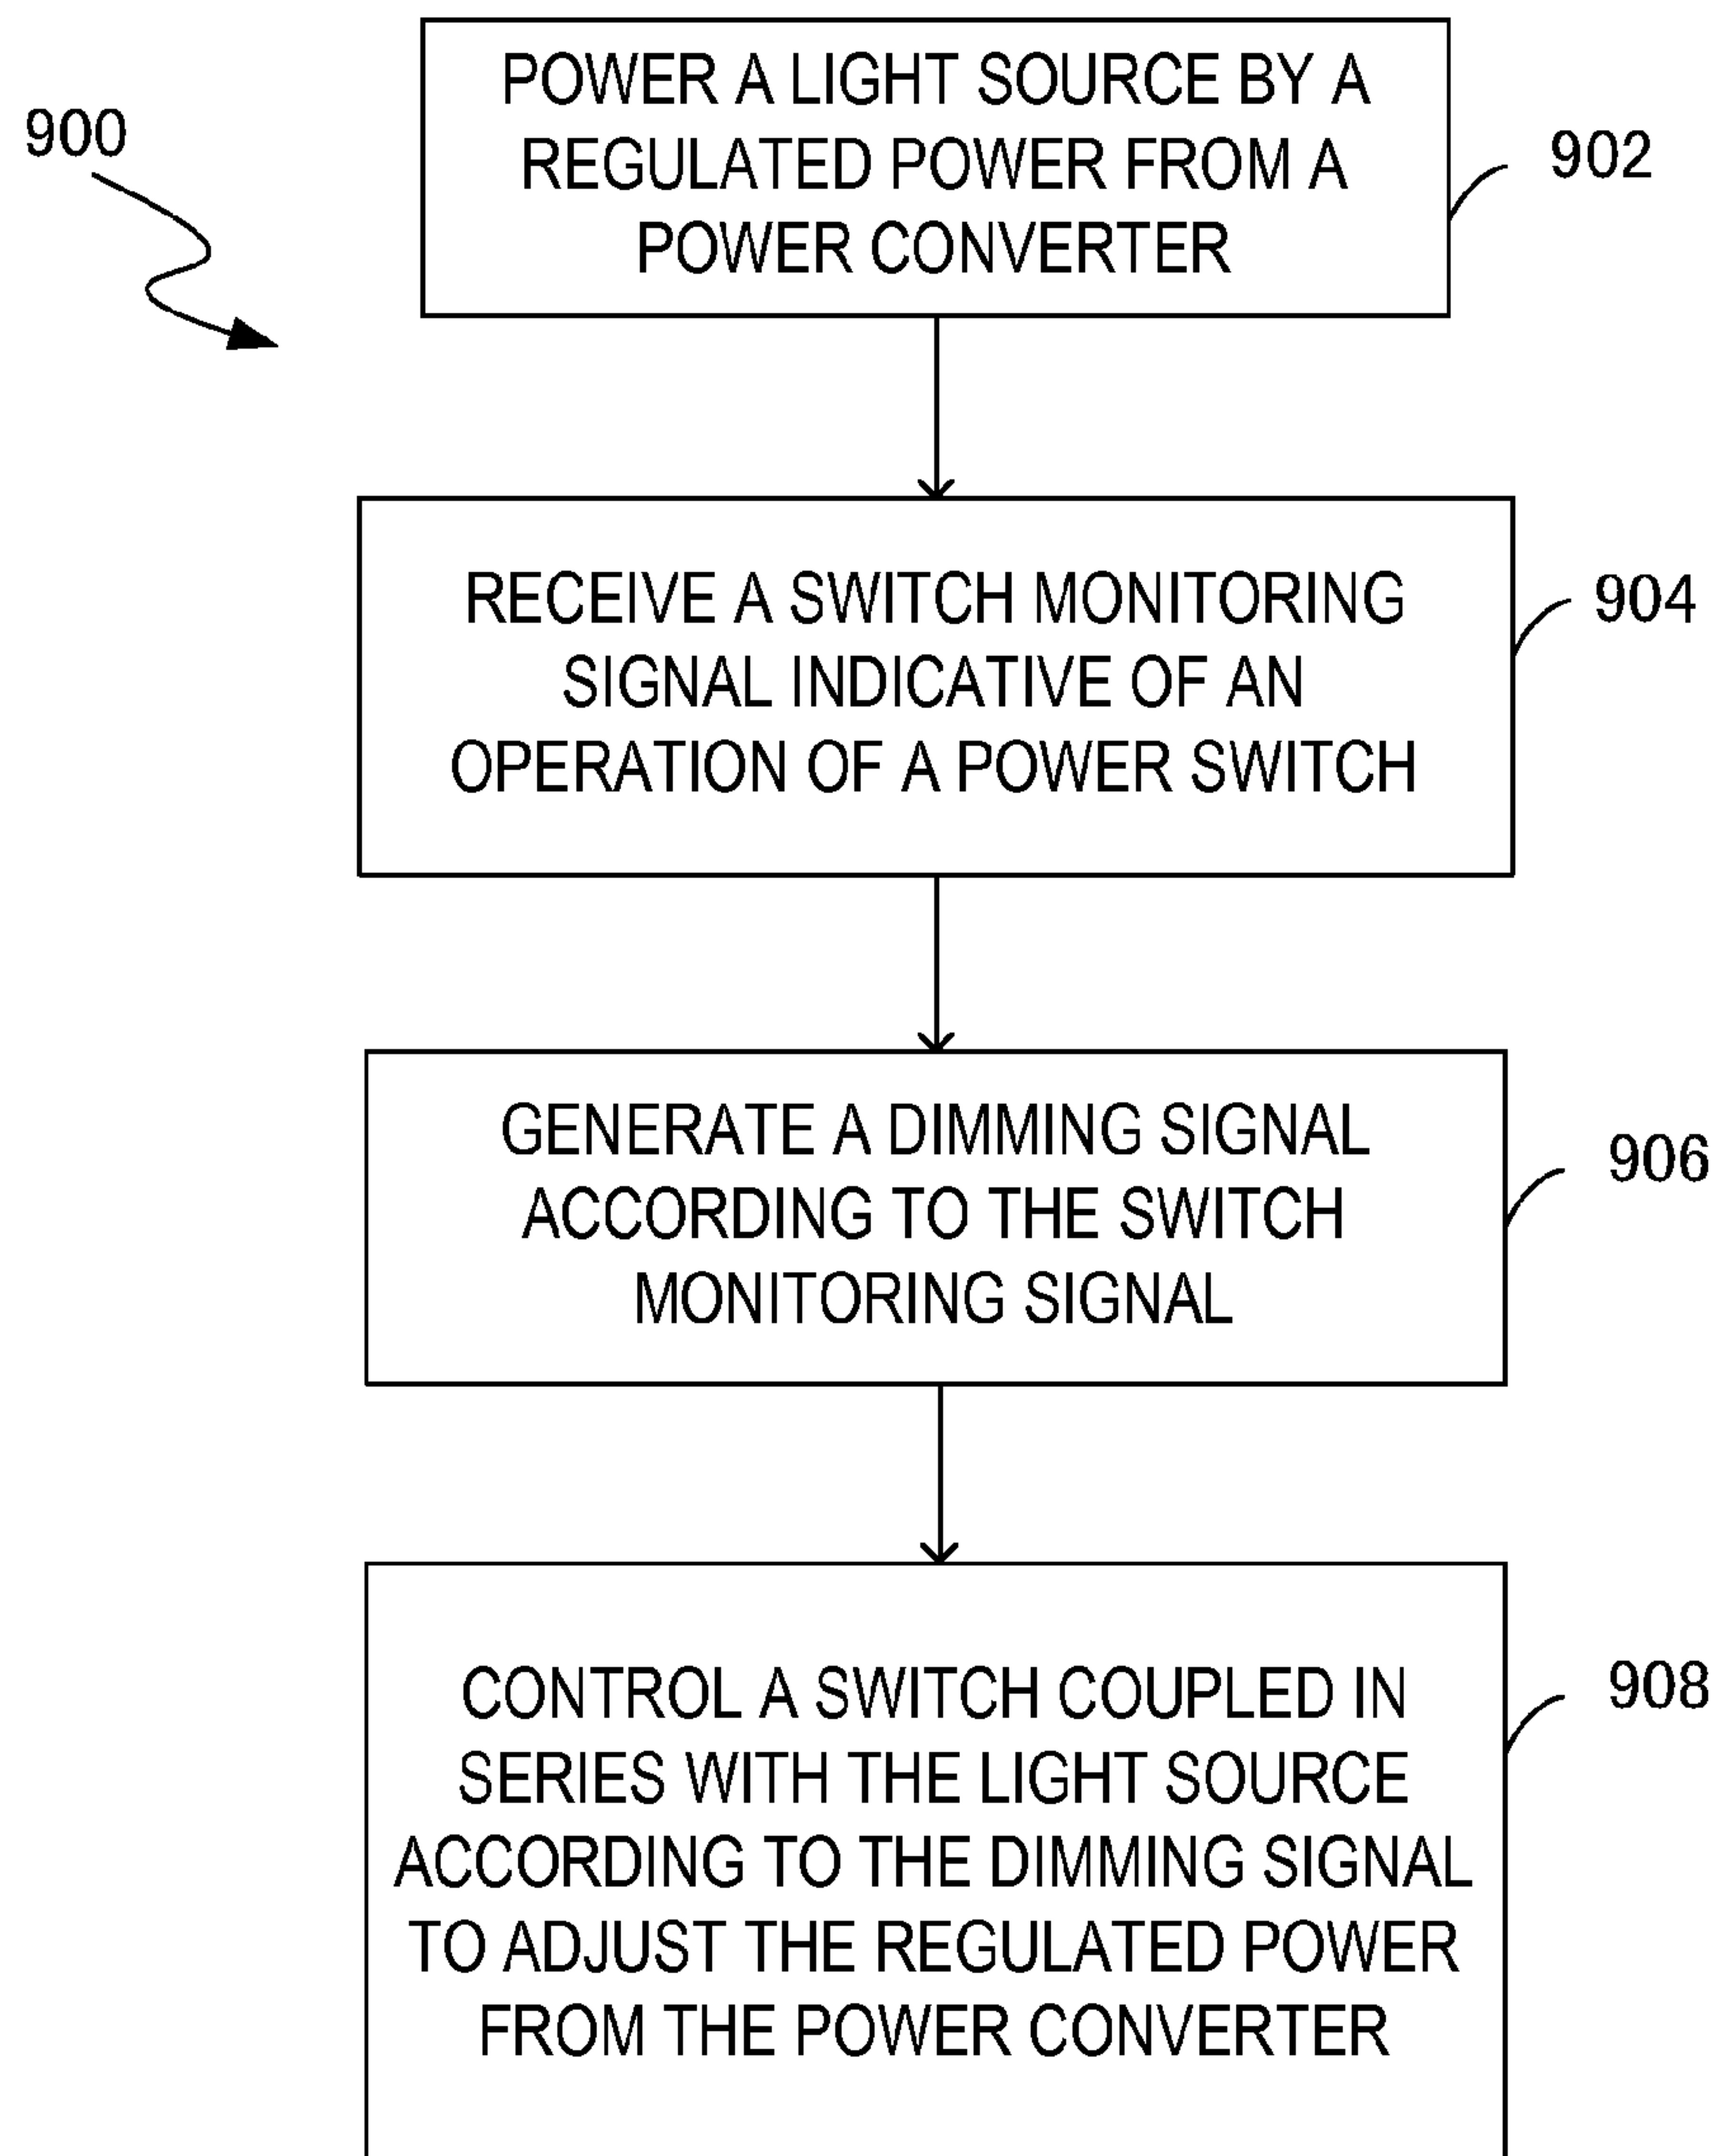 900
POWER A LIGHT SOURCE BY A
REGULATED POWER FROM A
POWER CONVERTER
902
RECEIVE A SWITCH MONITORING
SIGNAL INDICATIVE OF AN
OPERATION OF A POWER SWITCH
904
GENERATE A DIMMING SIGNAL
ACCORDING TO THE SWITCH
MONITORING SIGNAL
906
CONTROL A SWITCH COUPLED IN
SERIES WITH THE LIGHT SOURCE
ACCORDING TO THE DIMMING SIGNAL
TO ADJUST THE REGULATED POWER
FROM THE POWER CONVERTER
908